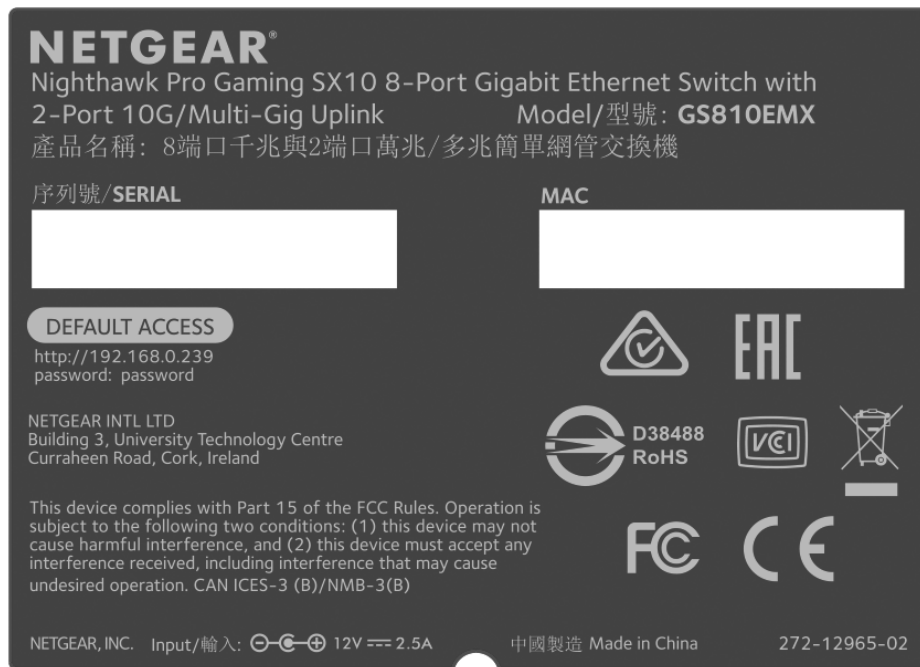 NETGEAR®
Nighthawk Pro Gaming SX10 8-Port Gigabit Ethernet Switch with
2-Port 10G/Multi-Gig Uplink Model/型號: GS810EMX
產品名稱: 8端口千兆與2端口萬兆/多兆簡單網管交換機
序列號/SERIAL MAC
DEFAULT ACCESS
http://192.168.0.239
password: password
EAC
NETGEAR INTL LTD
Building 3, University Technology Centre
Curraheen Road, Cork, Ireland
D38488
RoHS
VCI
This device complies with Part 15 of the FCC Rules. Operation is
subject to the following two conditions: (1) this device may not
cause harmful interference, and (2) this device must accept any
interference received, including interference that may cause
undesired operation. CAN ICES-3 (B)/NMB-3(B)
FC CE
NETGEAR, INC. Input/輸入: 12V 2.5A 中國製造 Made in China 272-12965-02